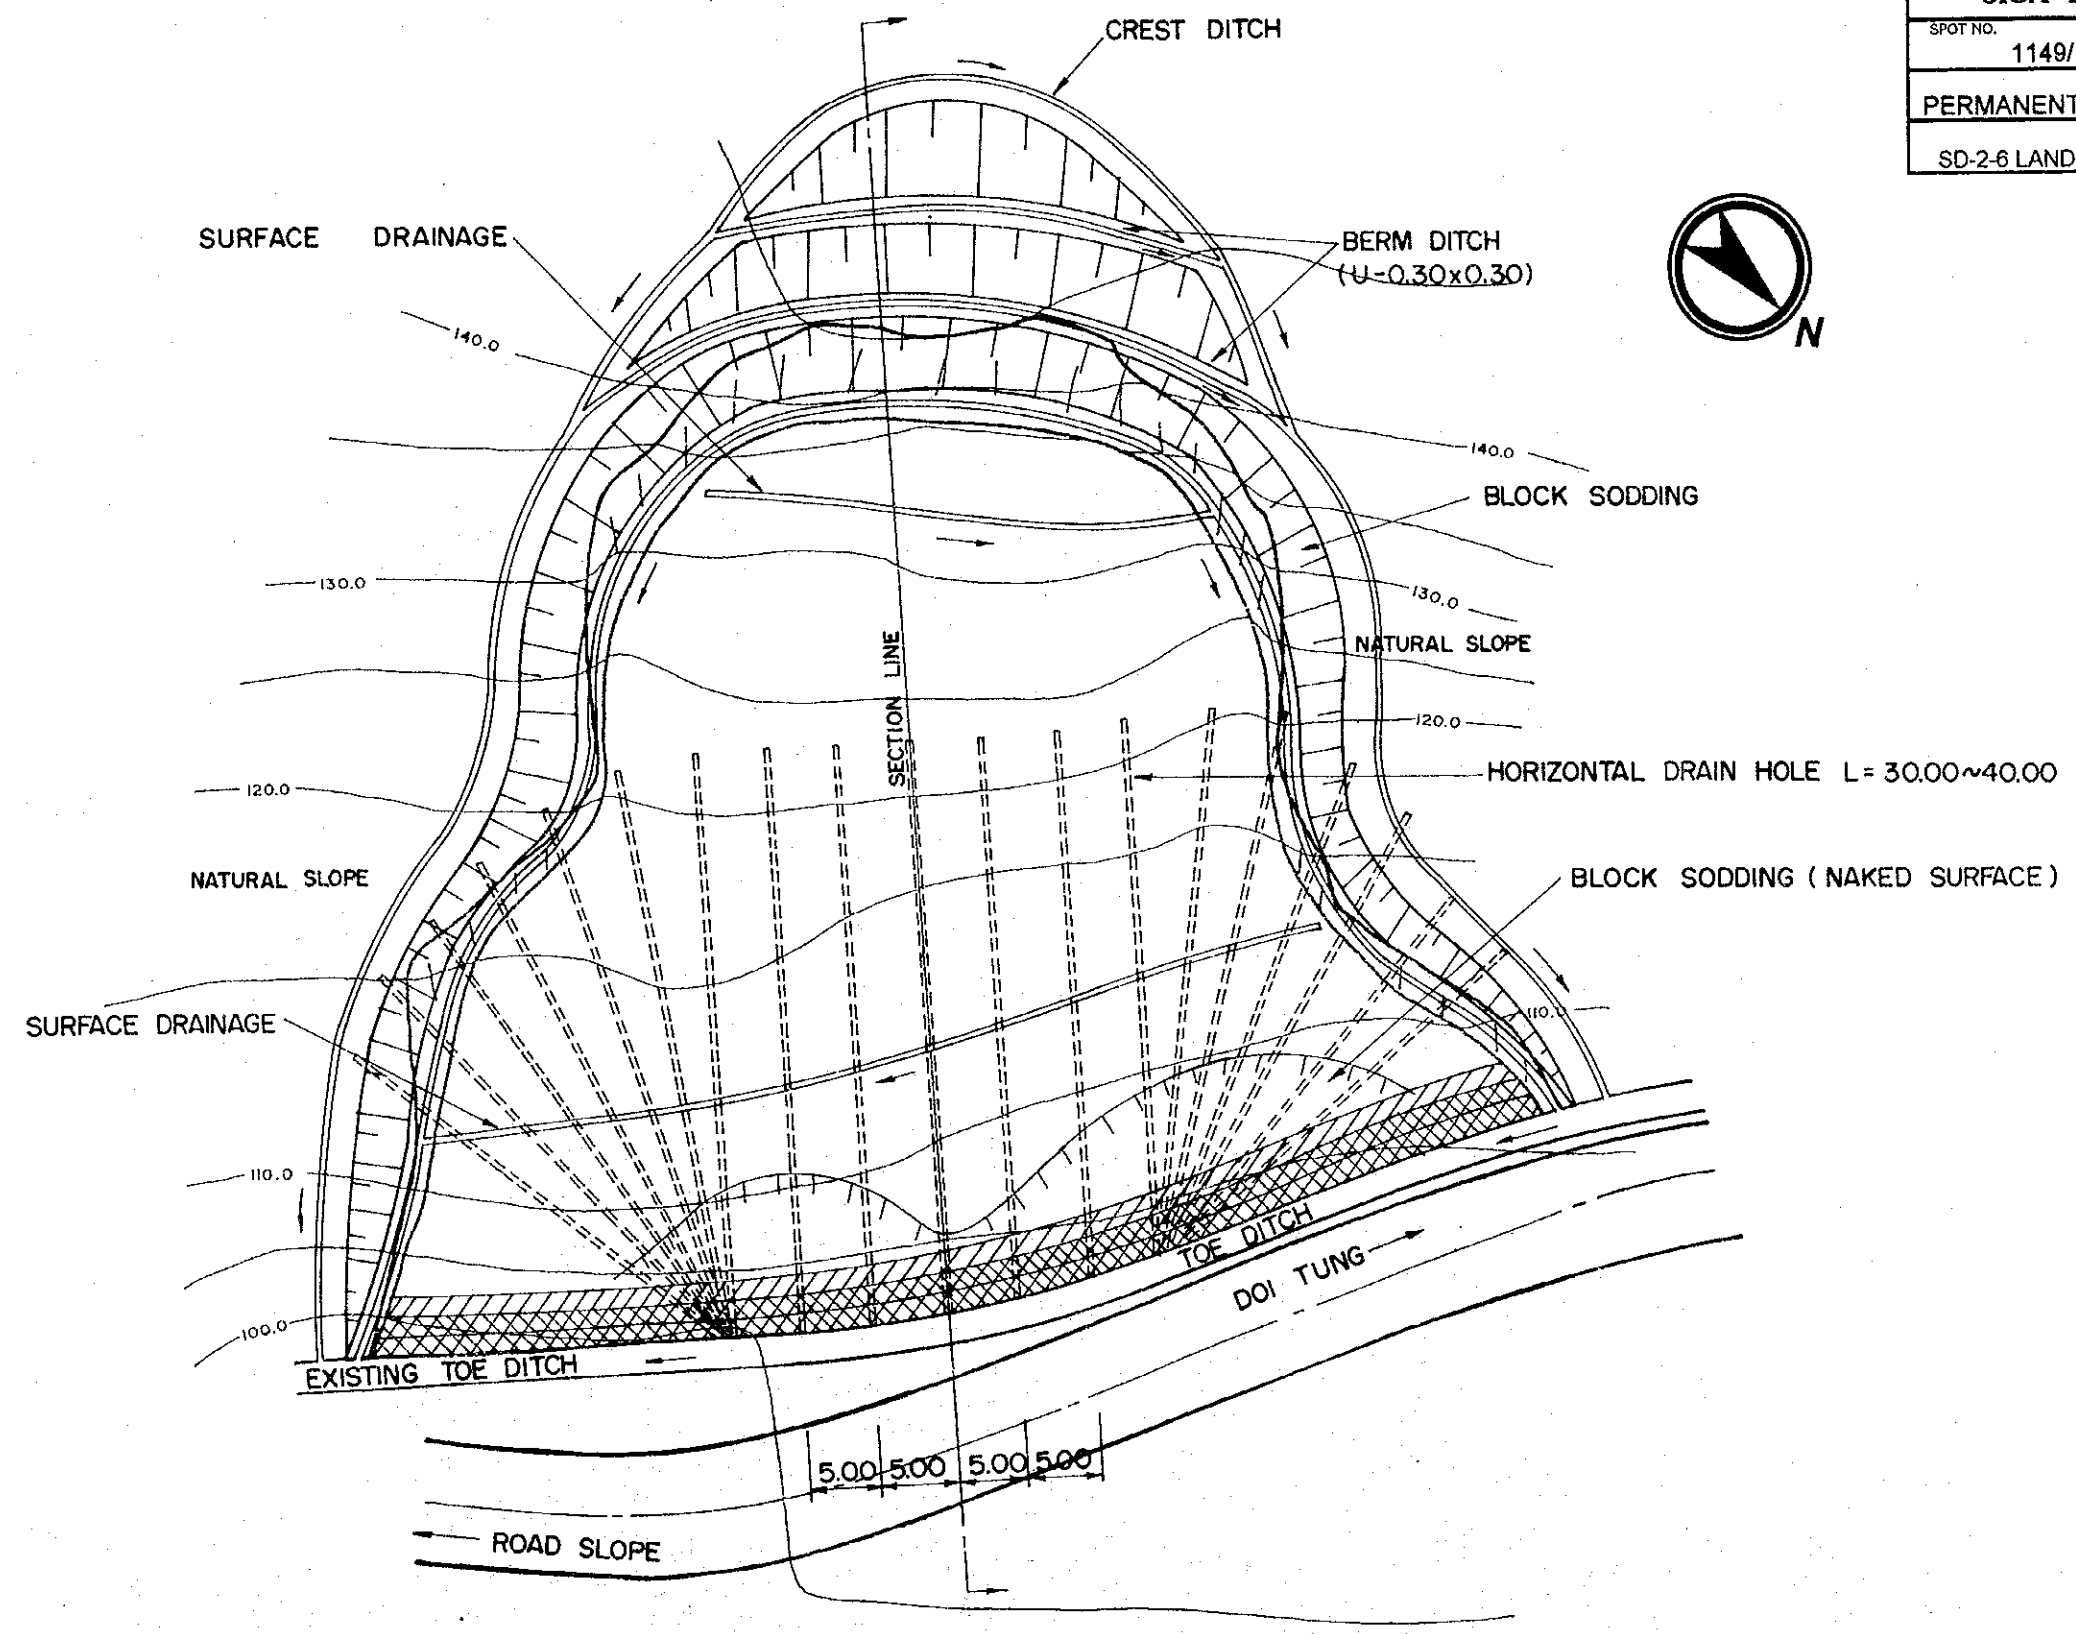 CREST DITCH
SPOT NO.
1149/
PERMANENT
SD-2-6 LAND
SURFACE DRAINAGE
BERM DITCH
(U-0.30x0.30)
N
140.0
140.0
BLOCK SODDING
130.0
130.0
NATURAL SLOPE
SECTION LINE
120.0
120.0
HORIZONTAL DRAIN HOLE L= 30.00~40.00
NATURAL SLOPE
BLOCK SODDING ( NAKED SURFACE )
SURFACE DRAINAGE
110.0
110.0
TOE DITCH
DOI TUNG
100.0
EXISTING TOE DITCH
5.00 5.00 5.00 5.00
ROAD SLOPE